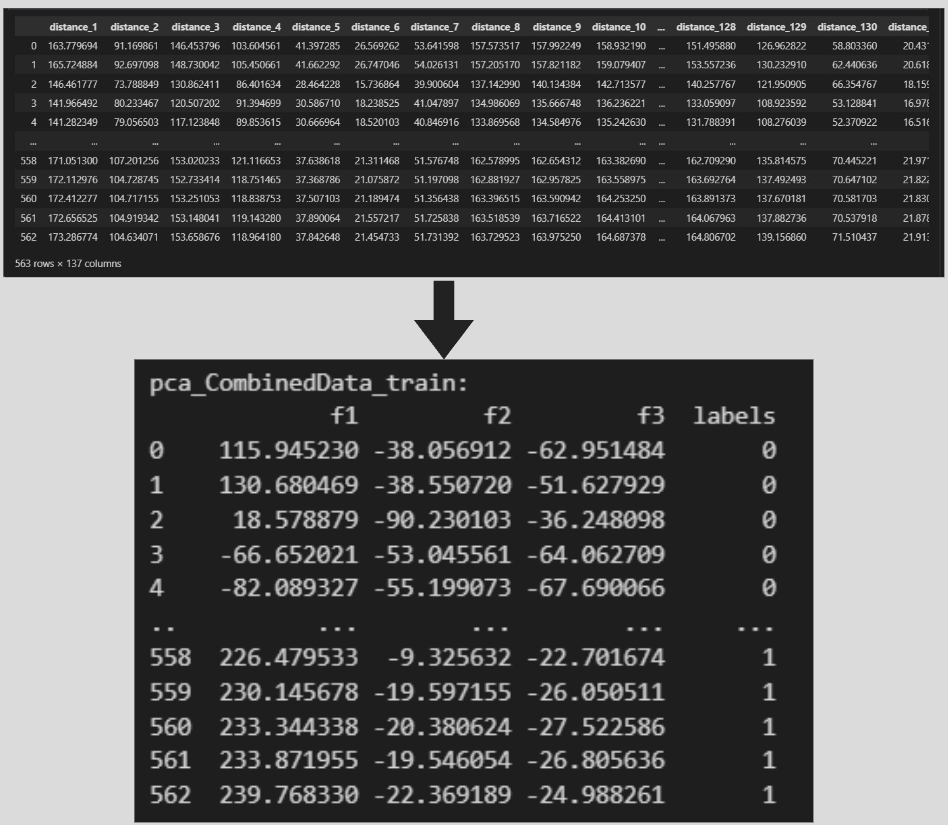 distance_1 distance_2 distance_3 distance_4 distance_5 distance_6 distance_7 distance_8 distance_9 distance_10 ... distance_128 distance_129 distance_130 distance_
0 163.779694 91.169861 146.453796 103.604561 41.397285 26.569262 53.641598 157.573517 157.992249 158.932190 ... 151.495880 126.962822 58.803360 20.431
1 165.724884 92.697098 148.730042 105.450661 41.662292 26.747046 54.026131 157.205170 157.821182 159.079407 ... 153.557236 130.232910 62.440636 20.618
2 146.461777 73.788849 130.862411 86.401634 28.464228 15.736864 39.900604 137.142990 140.134384 142.713577 ... 140.257767 121.950905 66.354767 18.159
3 141.966492 80.233467 120.507202 91.394699 30.586710 18.238525 41.047897 134.986069 135.666748 136.236221 ... 133.059097 108.923592 53.128841 16.978
4 141.282349 79.056503 117.123848 89.853615 30.666964 18.520103 40.846916 133.869568 134.584976 135.242630 ... 131.788391 108.276039 52.370922 16.516
... ... ... ... ... ... ... ... ... ... ... ... ... ... ...
558 171.051300 107.201256 153.020233 121.116653 37.638618 21.311468 51.576748 162.578995 162.654312 163.382690 ... 162.709290 135.814575 70.445221 21.971
559 172.112976 104.728745 152.733414 118.751465 37.368786 21.075872 51.197098 162.881927 162.957825 163.558975 ... 163.692764 137.492493 70.647102 21.822
560 172.412277 104.717155 153.251053 118.838753 37.507103 21.189474 51.356438 163.396515 163.590942 164.253250 ... 163.891373 137.670181 70.581703 21.830
561 172.656525 104.919342 153.148041 119.143280 37.890064 21.557217 51.725838 163.518539 163.716522 164.413101 ... 164.067963 137.882736 70.537918 21.878
562 173.286774 104.634071 153.658676 118.964180 37.842648 21.454733 51.731392 163.729523 163.975250 164.687378 ... 164.806702 139.156860 71.510437 21.913
563 rows × 137 columns
pca_CombinedData_train:
f1 f2 f3 labels
0 115.945230 -38.056912 -62.951484 0
1 130.680469 -38.550720 -51.627929 0
2 18.578879 -90.230103 -36.248098 0
3 -66.652021 -53.045561 -64.062709 0
4 -82.089327 -55.199073 -67.690066 0
.. ... ... ... ...
558 226.479533 -9.325632 -22.701674 1
559 230.145678 -19.597155 -26.050511 1
560 233.344338 -20.380624 -27.522586 1
561 233.871955 -19.546054 -26.805636 1
562 239.768330 -22.369189 -24.988261 1